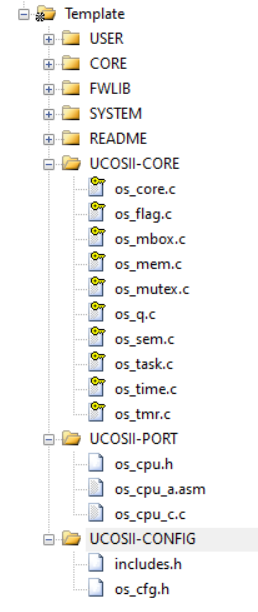 Template
USER
CORE
FWLIB
SYSTEM
README
UCOSII-CORE
os_core.c
os_flag.c
os_mbox.c
os_mem.c
os_mutex.c
os_q.c
os_sem.c
os_task.c
os_time.c
os_tmr.c
UCOSII-PORT
os_cpu.h
os_cpu_a.asm
os_cpu_c.c
UCOSII-CONFIG
includes.h
os_cfg.h